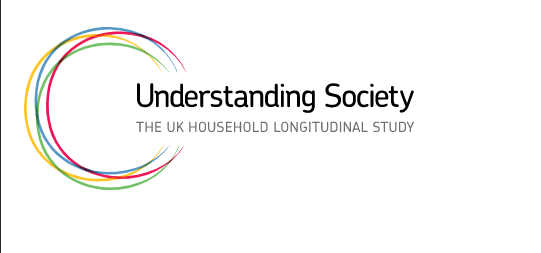 Understanding Society
THE UK HOUSEHOLD LONGITUDINAL STUDY